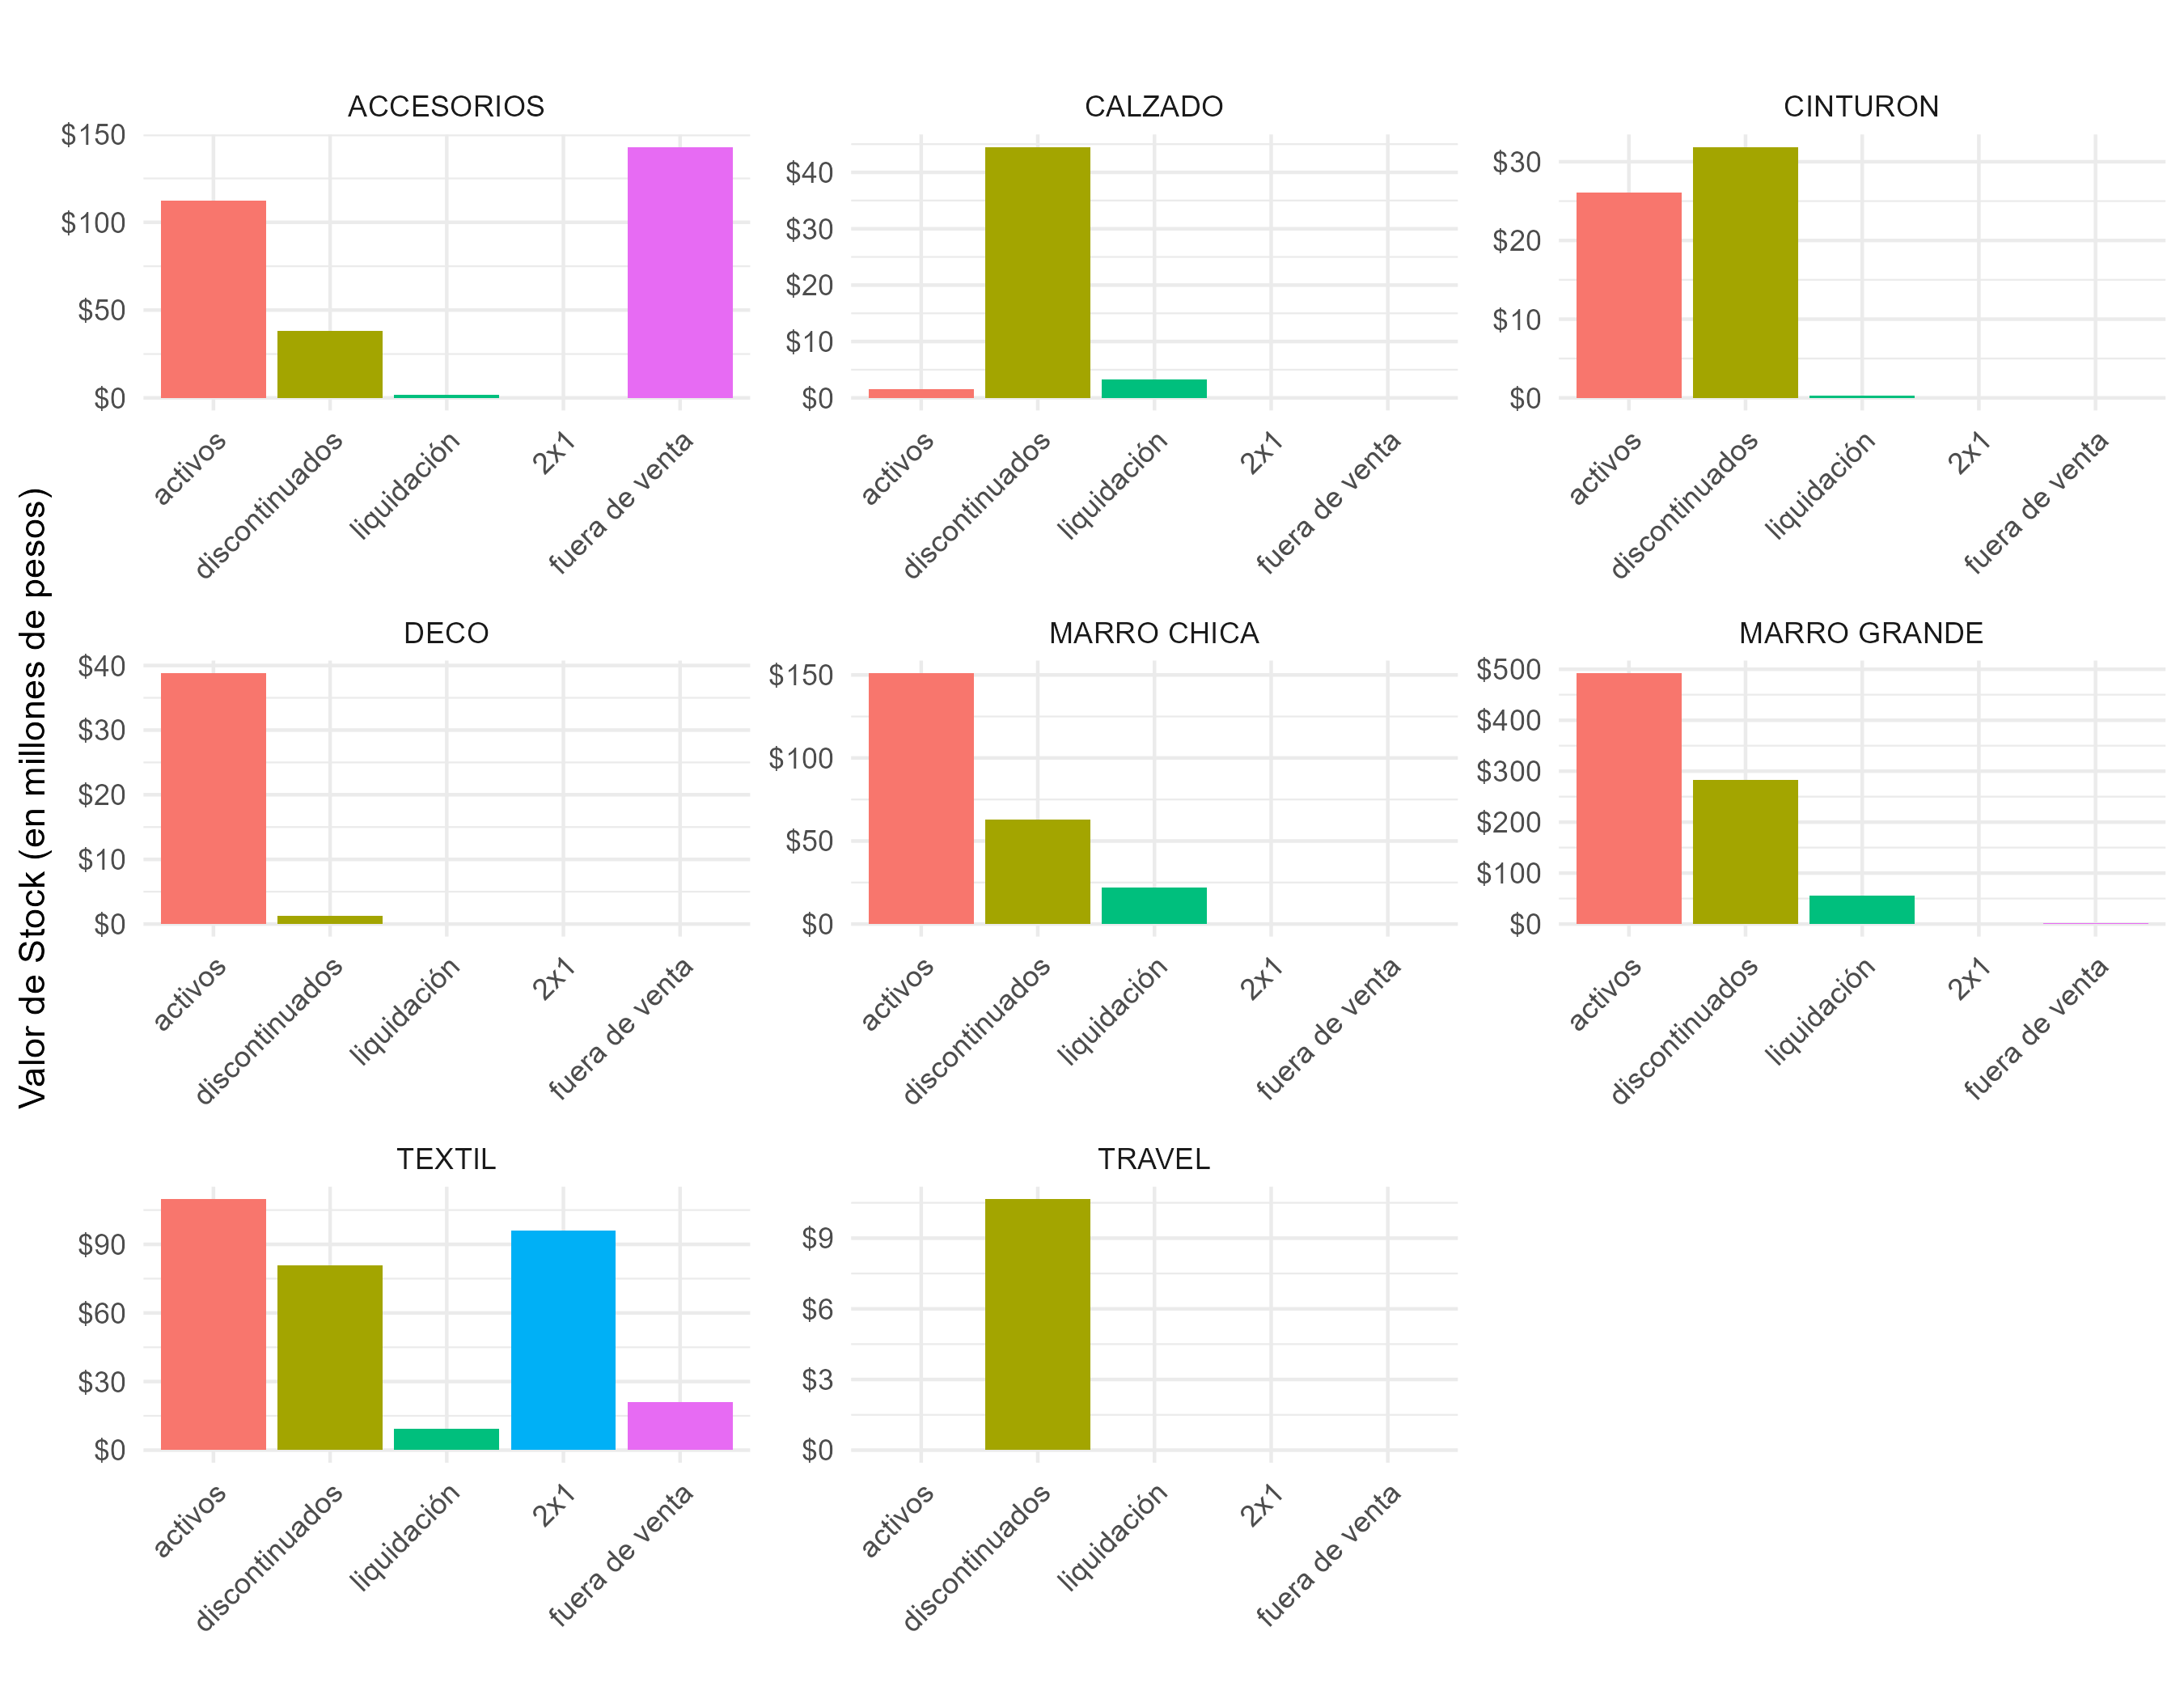 Valor de Stock (en millones de pesos)
ACCESORIOS
$150
$100
$50
$0
activos
discontinuados
liquidación
2x1
fuera de venta
CALZADO
$40
$30
$20
$10
$0
activos
discontinuados
liquidación
2x1
fuera de venta
CINTURON
$30
$20
$10
$0
activos
discontinuados
liquidación
2x1
fuera de venta
DECO
$40
$30
$20
$10
$0
activos
discontinuados
liquidación
2x1
fuera de venta
MARRO CHICA
$150
$100
$50
$0
activos
discontinuados
liquidación
2x1
fuera de venta
MARRO GRANDE
$500
$400
$300
$200
$100
$0
activos
discontinuados
liquidación
2x1
fuera de venta
TEXTIL
$90
$60
$30
$0
activos
discontinuados
liquidación
2x1
fuera de venta
TRAVEL
$9
$6
$3
$0
activos
discontinuados
liquidación
2x1
fuera de venta